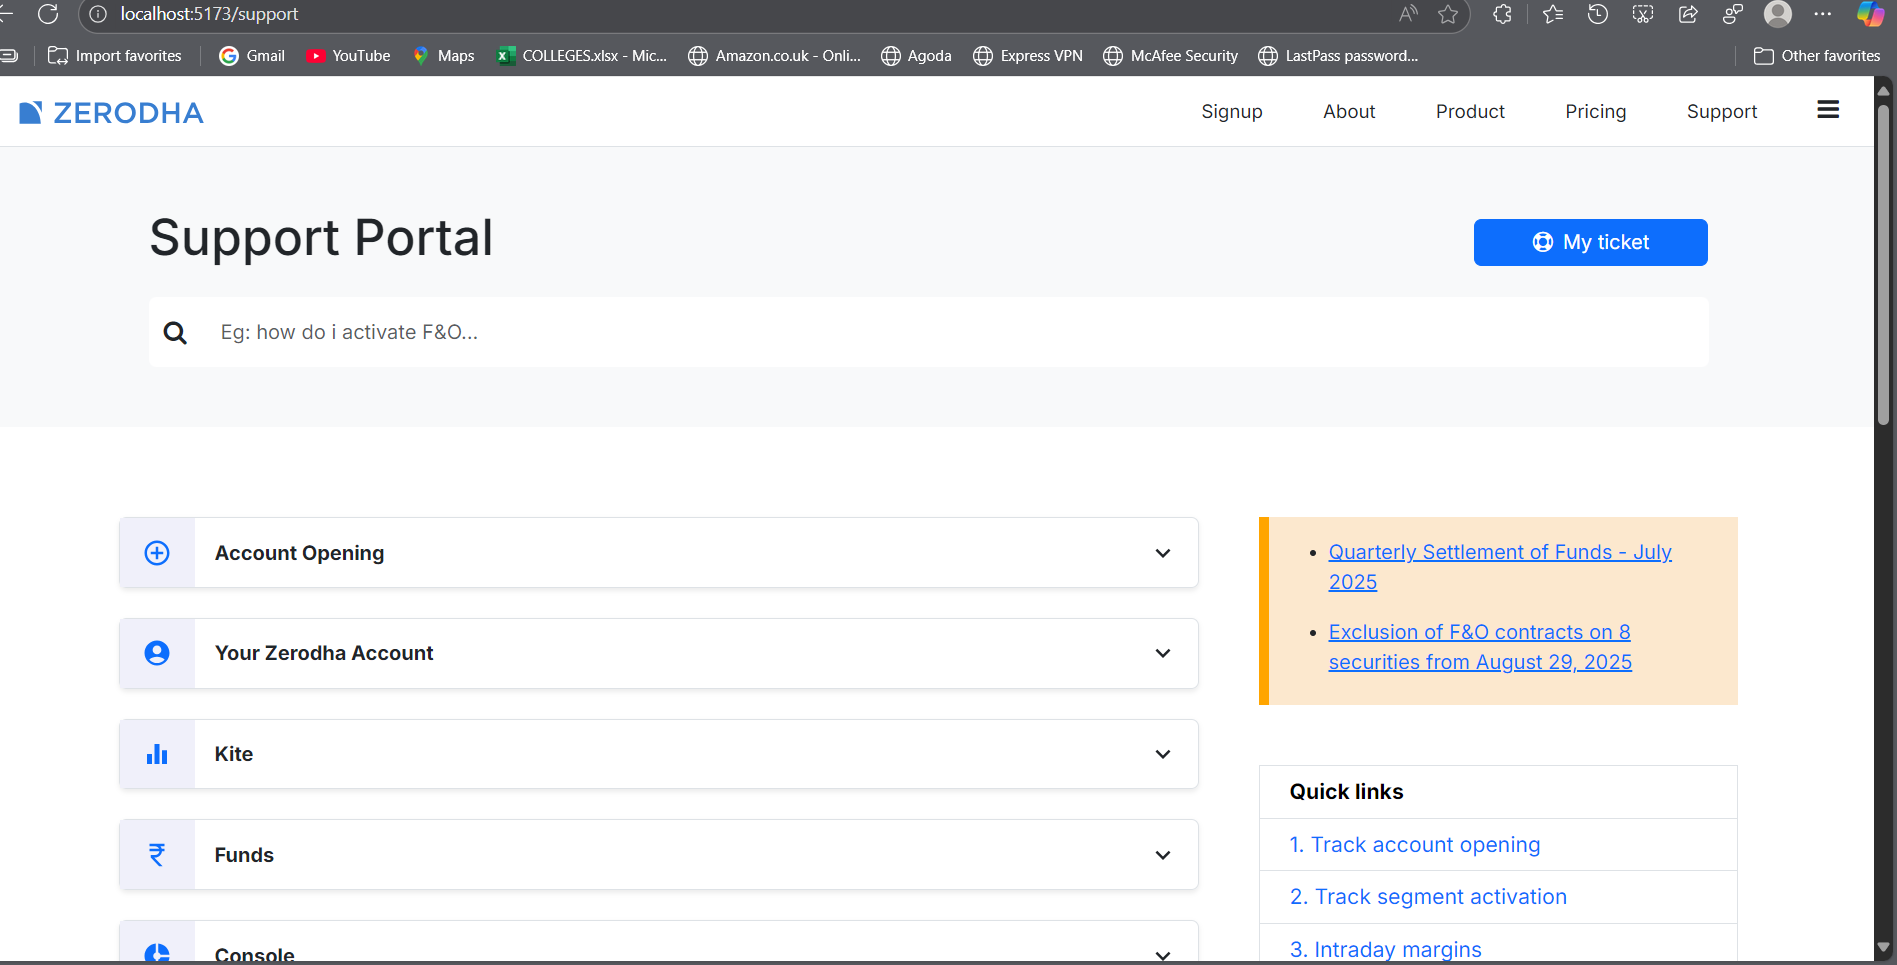 localhost:5173/support
Import favorites
Gmail
YouTube
Maps
COLLEGES.xlsx - Mic...
Amazon.co.uk - Onli...
Agoda
Express VPN
McAfee Security
LastPass password...
Other favorites
ZERODHA
Signup
About
Product
Pricing
Support
Support Portal
My ticket
Eg: how do i activate F&O...
Account Opening
Your Zerodha Account
Kite
Funds
Console
Quarterly Settlement of Funds - July
2025
Exclusion of F&O contracts on 8
securities from August 29, 2025
Quick links
1. Track account opening
2. Track segment activation
3. Intraday margins